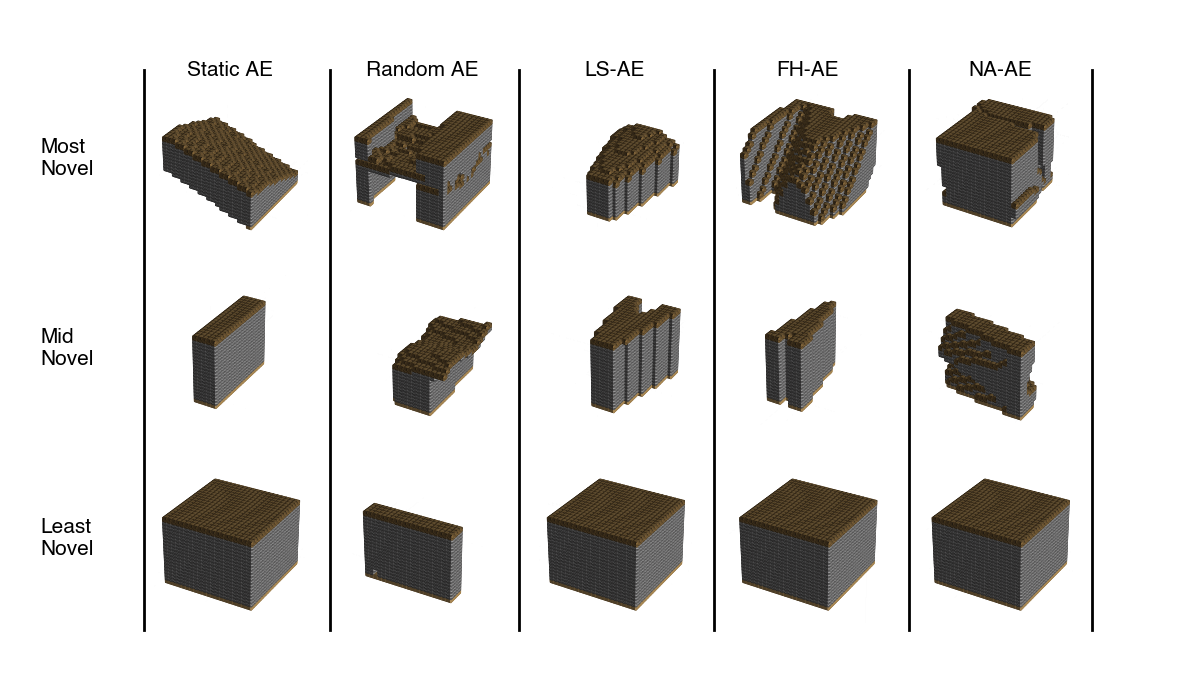 Static AE
Random AE
LS-AE
FH-AE
NA-AE
Most
Novel
Mid
Novel
Least
Novel